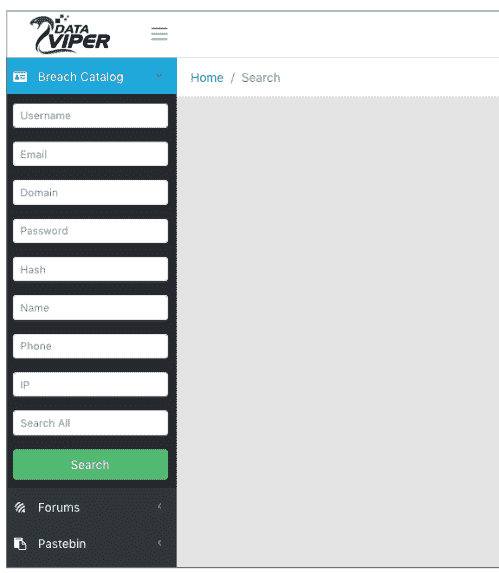 DATA
VIPER
Breach Catalog
Home / Search
Username
Email
Domain
Password
Hash
Name
Phone
IP
Search All
Search
Forums
Pastebin